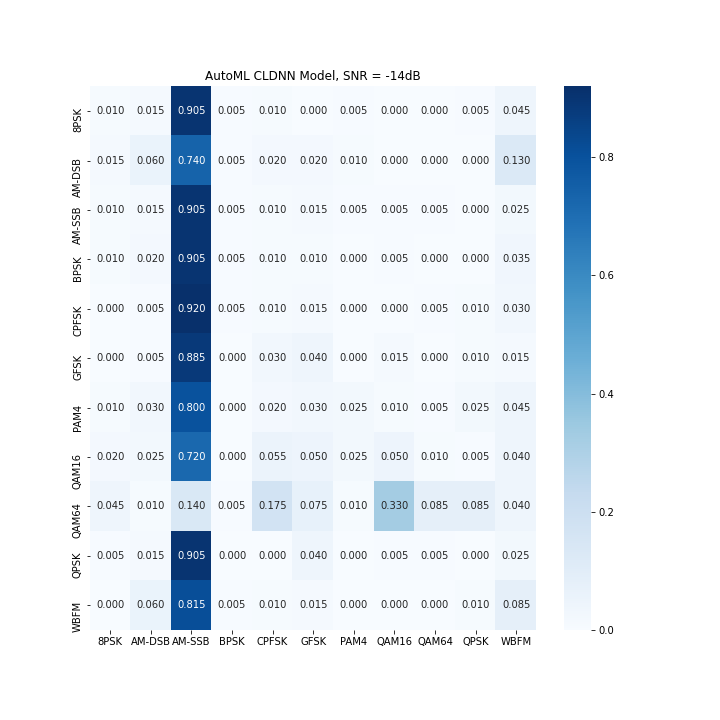 AutoML CLDNN Model, SNR = -14dB
8PSK 0.010 0.015 0.905 0.005 0.010 0.000 0.005 0.000 0.000 0.005 0.045
AM-DSB 0.015 0.060 0.740 0.005 0.020 0.020 0.010 0.000 0.000 0.000 0.130
AM-SSB 0.010 0.015 0.905 0.005 0.010 0.015 0.005 0.005 0.005 0.000 0.025
BPSK 0.010 0.020 0.905 0.005 0.010 0.010 0.000 0.005 0.000 0.000 0.035
CPFSK 0.000 0.005 0.920 0.005 0.010 0.015 0.000 0.000 0.005 0.010 0.030
GFSK 0.000 0.005 0.885 0.000 0.030 0.040 0.000 0.015 0.000 0.010 0.015
PAM4 0.010 0.030 0.800 0.000 0.020 0.030 0.025 0.010 0.005 0.025 0.045
QAM16 0.020 0.025 0.720 0.000 0.055 0.050 0.025 0.050 0.010 0.005 0.040
QAM64 0.045 0.010 0.140 0.005 0.175 0.075 0.010 0.330 0.085 0.085 0.040
QPSK 0.005 0.015 0.905 0.000 0.000 0.040 0.000 0.005 0.005 0.000 0.025
WBFM 0.000 0.060 0.815 0.005 0.010 0.015 0.000 0.000 0.000 0.010 0.085
8PSK AM-DSB AM-SSB BPSK CPFSK GFSK PAM4 QAM16 QAM64 QPSK WBFM
0.8
0.6
0.4
0.2
0.0